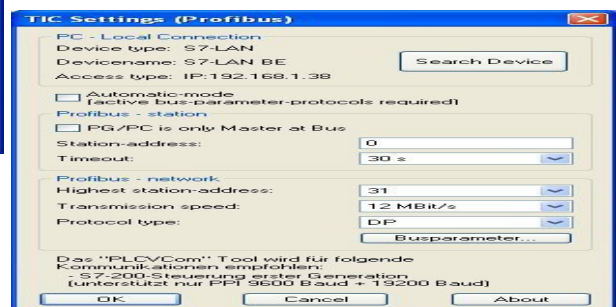 TIC Settings (Profibus)
PC - Local Connection
Device type: S7-LAN
Devicename: S7-LAN BE
Search Device
Access type: IP:192.168.1.38
Automatic-mode
(active bus-parameter-protocols required)
Profibus - station
PG/PC is only Master at Bus
Station-address: 0
Timeout: 30 s
Profibus - network
Highest station-address: 31
Transmission speed: 12 MBit/s
Protocol type: DP
Busparameter...
Das "PLCVCom" Tool wird für folgende
Kommunikationen empfohlen:
- S7-200-Steuerung erster Generation
(unterstützt nur PPI 9600 Baud + 19200 Baud)
OK Cancel About